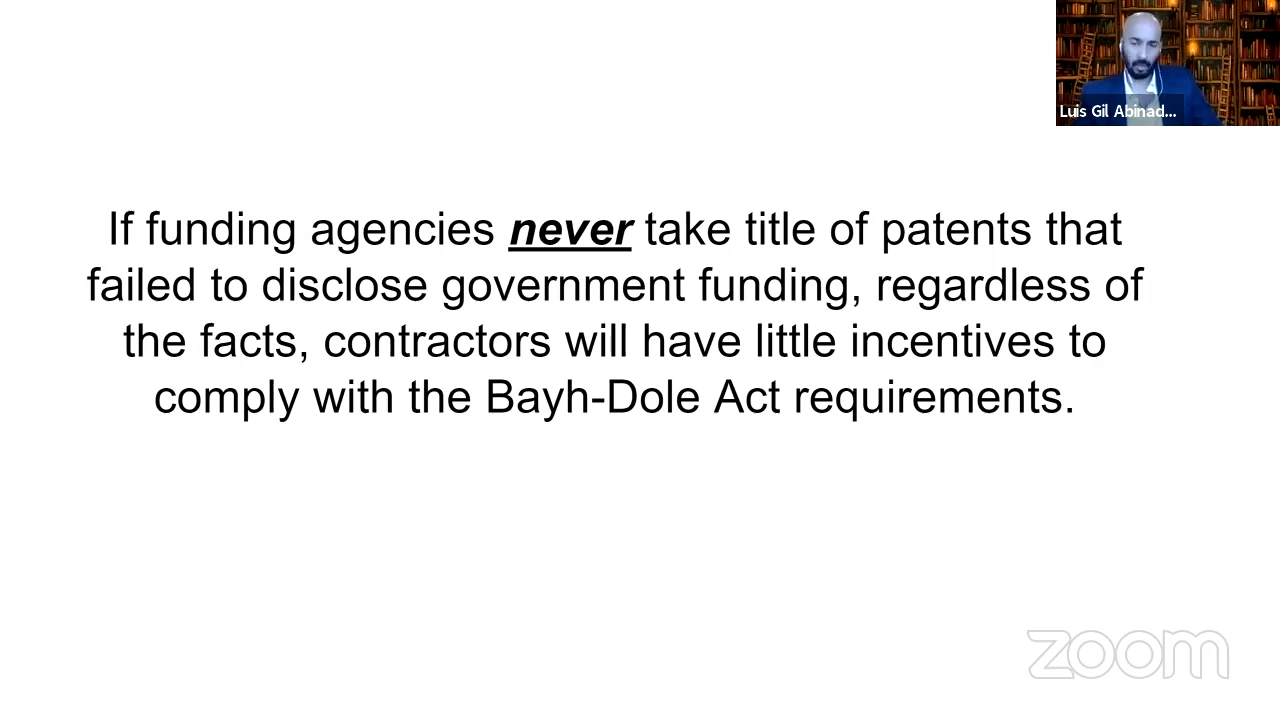 Luis Gil Abinad...
If funding agencies never take title of patents that
failed to disclose government funding, regardless of
the facts, contractors will have little incentives to
comply with the Bayh-Dole Act requirements.
zoom